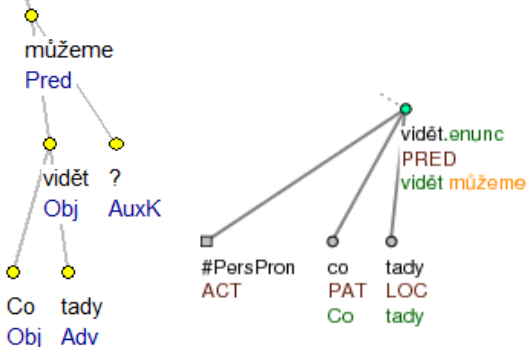 můžeme
Pred
vidět ?
Obj AuxK
Co tady
Obj Adv
vidět.enunc
PRED
vidět můžeme
#PersPron co tady
ACT PAT LOC
Co tady